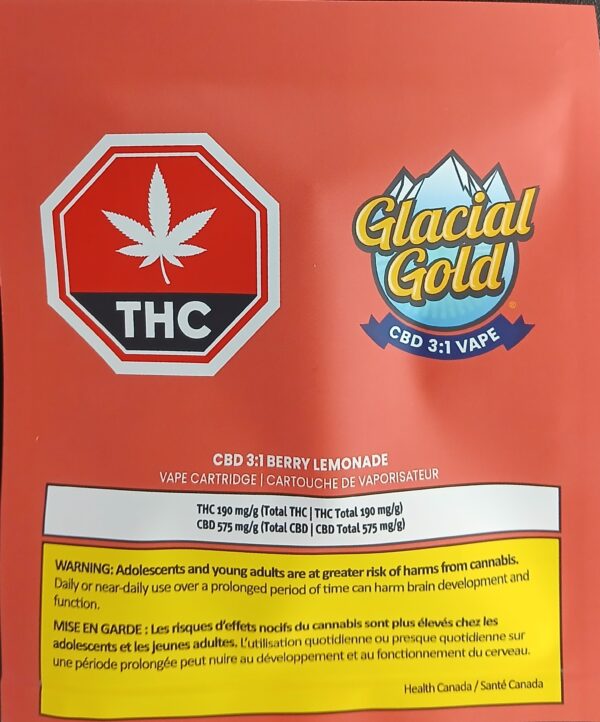 THC
Glacial
Gold
®
CBD 3:1 VAPE
CBD 3:1 BERRY LEMONADE
VAPE CARTRIDGE | CARTOUCHE DE VAPORISATEUR
THC 190 mg/g (Total THC | THC Total 190 mg/g)
CBD 575 mg/g (Total CBD | CBD Total 575 mg/g)
WARNING: Adolescents and young adults are at greater risk of harms from cannabis.
Daily or near-daily use over a prolonged period of time can harm brain development and
function.
MISE EN GARDE : Les risques d'effets nocifs du cannabis sont plus élevés chez les
adolescents et les jeunes adultes. L'utilisation quotidienne ou presque quotidienne sur
une période prolongée peut nuire au développement et au fonctionnement du cerveau.
Health Canada / Santé Canada